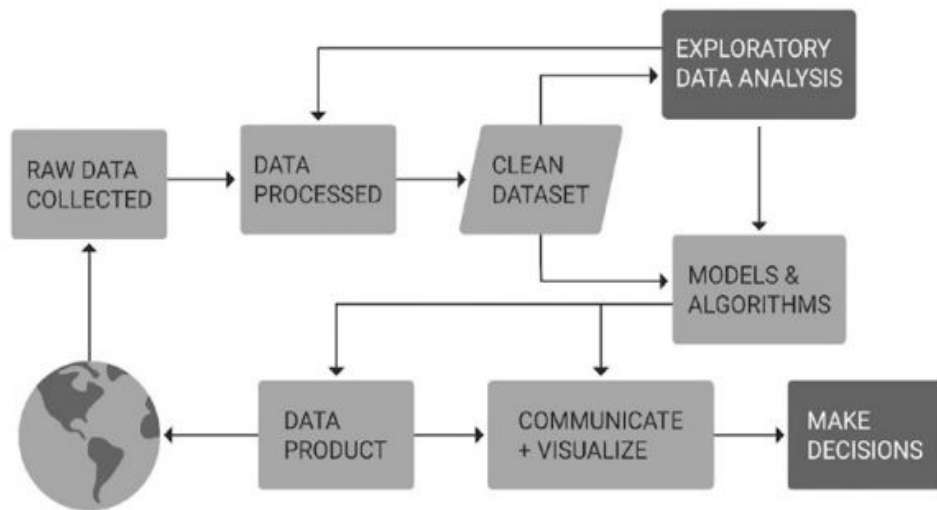 EXPLORATORY
DATA ANALYSIS
RAW DATA
COLLECTED
DATA
PROCESSED
CLEAN
DATASET
MODELS &
ALGORITHMS
DATA
PRODUCT
COMMUNICATE
+ VISUALIZE
MAKE
DECISIONS